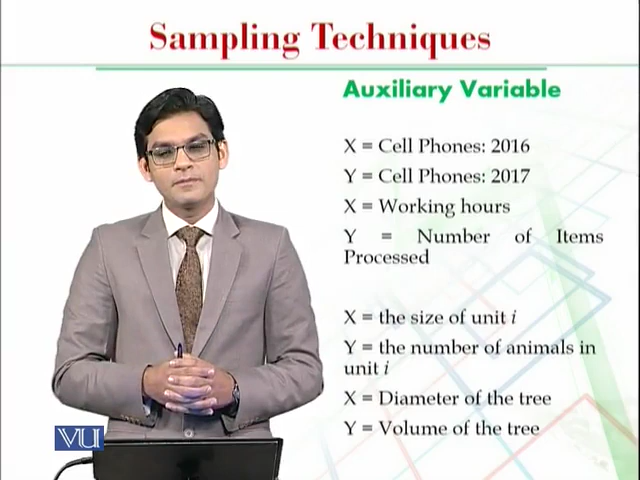 Sampling Techniques
Auxiliary Variable
X = Cell Phones: 2016
Y = Cell Phones: 2017
X = Working hours
Y = Number of Items
Processed
X = the size of unit i
Y = the number of animals in
unit i
X = Diameter of the tree
Y = Volume of the tree
VU